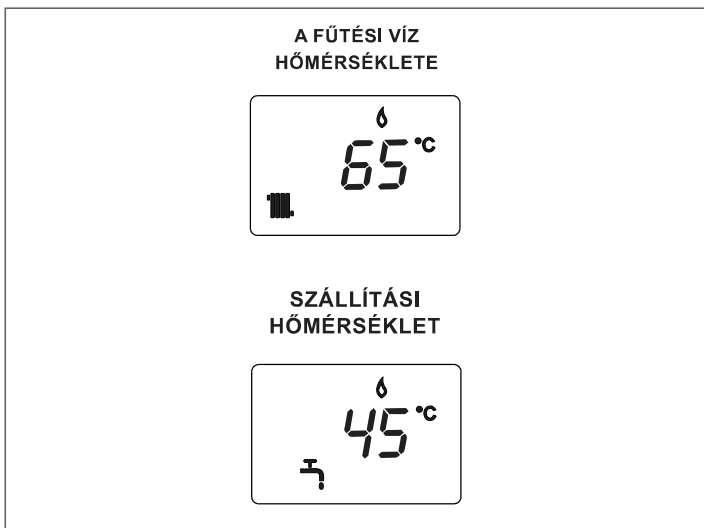 A FŰTÉSI VÍZ
HŐMÉRSÉKLETE
65 °C
SZÁLLÍTÁSI
HŐMÉRSÉKLET
45 °C